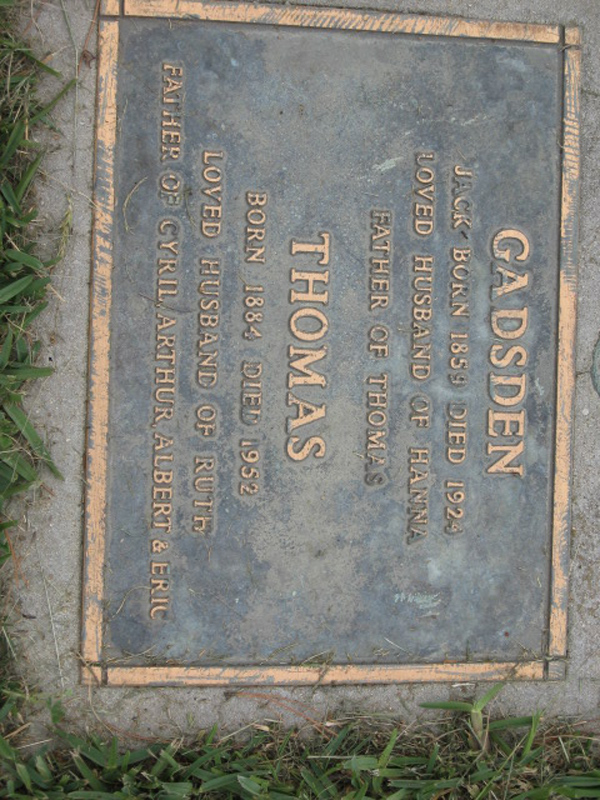 GADSDEN
JACK BORN 1859 DIED 1924
LOVED HUSBAND OF HANNA
FATHER OF THOMAS
THOMAS
BORN 1884 DIED 1952
LOVED HUSBAND OF RUTH
FATHER OF CYRIL, ARTHUR, ALBERT & ERIC